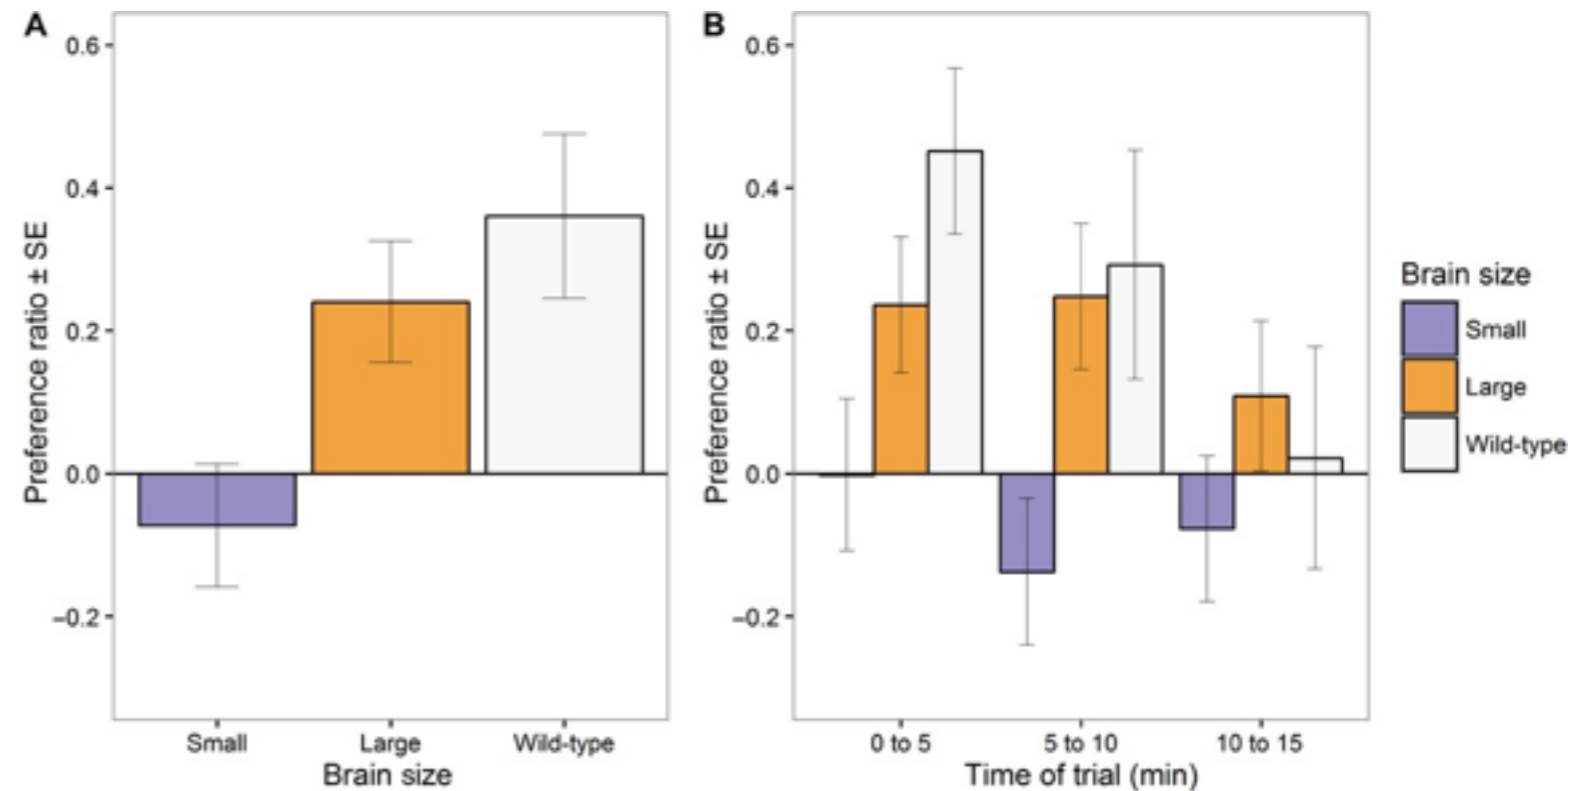 A
Preference ratio ± SE
0.6
0.4
0.2
0.0
−0.2
Small Large Wild-type
Brain size
B
Preference ratio ± SE
0.6
0.4
0.2
0.0
−0.2
0 to 5 5 to 10 10 to 15
Time of trial (min)
Brain size
Small
Large
Wild-type